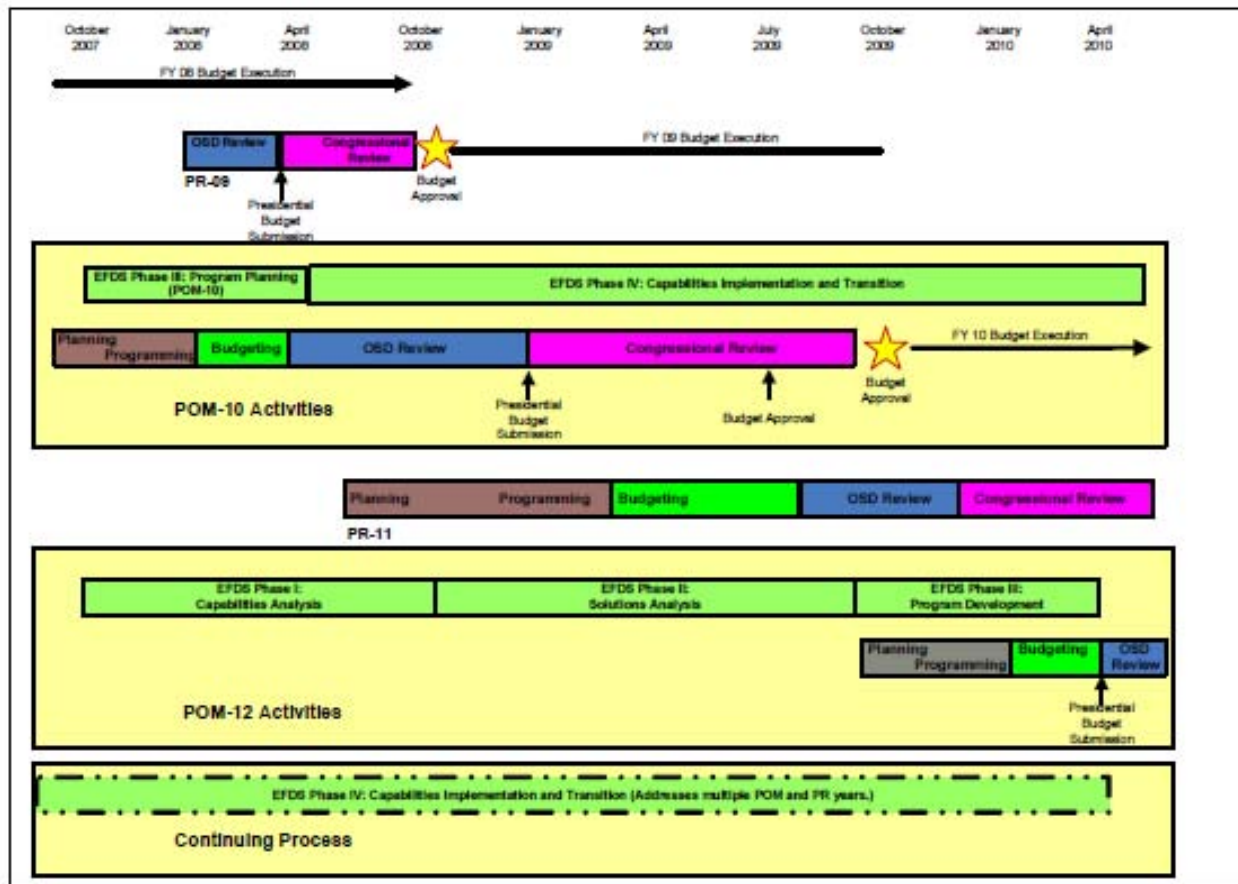 October January April October January April July October January April
2007 2008 2008 2008 2009 2009 2009 2009 2010 2010
FY 08 Budget Execution
OSD Review Congressional
Review
FY 09 Budget Execution
PR-09
Budget
Approval
Presidential
Budget
Submission
EFDS Phase III: Program Planning
(POM-10)
EFDS Phase IV: Capabilities Implementation and Transition
Planning
Programming
Budgeting
OSD Review
Congressional Review
FY 10 Budget Execution
Budget
Approval
POM-10 Activities
Presidential
Budget
Submission
Budget Approval
Planning Programming Budgeting OSD Review Congressional Review
PR-11
EFDS Phase I:
Capabilities Analysis
EFDS Phase II:
Solutions Analysis
EFDS Phase III:
Program Development
Planning
Programming
Budgeting
OSD
Review
POM-12 Activities
Presidential
Budget
Submission
EFDS Phase IV: Capabilities Implementation and Transition (Addresses multiple POM and PR years.)
Continuing Process